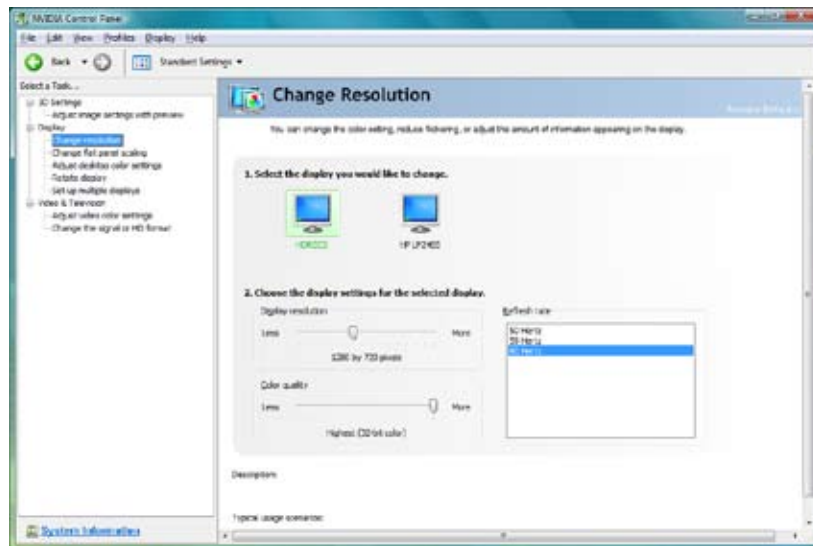 NVIDIA Control Panel
File Edit View Profiles Display Help
Back
Standard Settings
Select a Task...
3D Settings
Adjust image settings with preview
Display
Change resolution
Change flat panel scaling
Adjust desktop color settings
Rotate display
Set up multiple displays
Video & Television
Adjust video color settings
Change the signal or HD format
System Information
Change Resolution
You can change the color setting, reduce flickering, or adjust the amount of information appearing on the display.
1. Select the display you would like to change.
HP LP2465
2. Choose the display settings for the selected display.
Display resolution
Less
More
1280 by 720 pixels
Color quality
Less
More
Highest (32-bit color)
Refresh rate
50 Hertz
59 Hertz
60 Hertz
Description:
Typical usage scenarios: